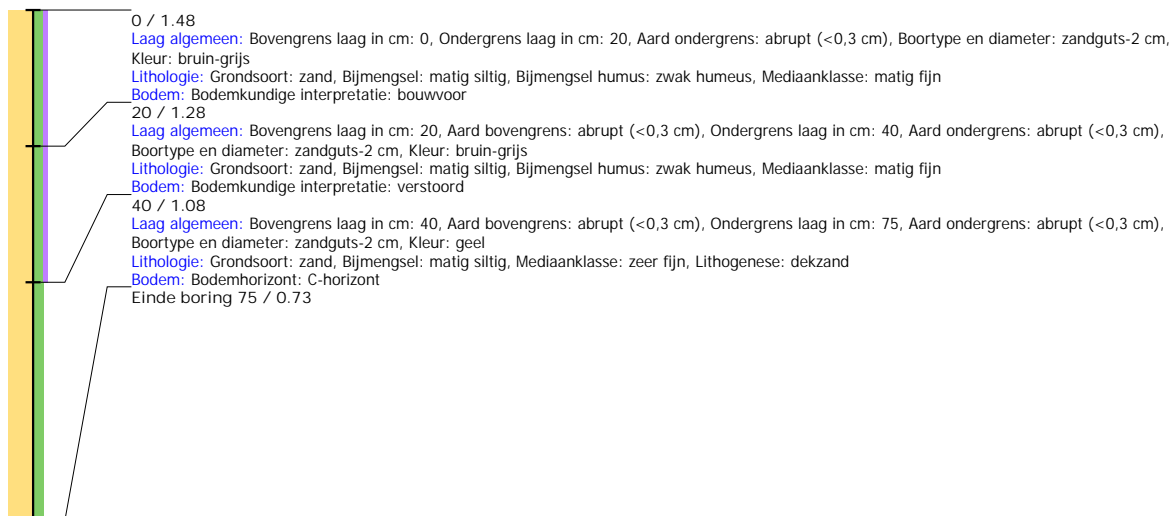 0 / 1.48
Laag algemeen: Bovengrens laag in cm: 0, Ondergrens laag in cm: 20, Aard ondergrens: abrupt (<0,3 cm), Boortype en diameter: zandguts-2 cm,
Kleur: bruin-grijs
Lithologie: Grondsoort: zand, Bijmengsel: matig siltig, Bijmengsel humus: zwak humeus, Mediaanklasse: matig fijn
Bodem: Bodemkundige interpretatie: bouwvoor
20 / 1.28
Laag algemeen: Bovengrens laag in cm: 20, Aard bovengrens: abrupt (<0,3 cm), Ondergrens laag in cm: 40, Aard ondergrens: abrupt (<0,3 cm),
Boortype en diameter: zandguts-2 cm, Kleur: bruin-grijs
Lithologie: Grondsoort: zand, Bijmengsel: matig siltig, Bijmengsel humus: zwak humeus, Mediaanklasse: matig fijn
Bodem: Bodemkundige interpretatie: verstoord
40 / 1.08
Laag algemeen: Bovengrens laag in cm: 40, Aard bovengrens: abrupt (<0,3 cm), Ondergrens laag in cm: 75, Aard ondergrens: abrupt (<0,3 cm),
Boortype en diameter: zandguts-2 cm, Kleur: geel
Lithologie: Grondsoort: zand, Bijmengsel: matig siltig, Mediaanklasse: zeer fijn, Lithogenese: dekzand
Bodem: Bodemhorizont: C-horizont
Einde boring 75 / 0.73